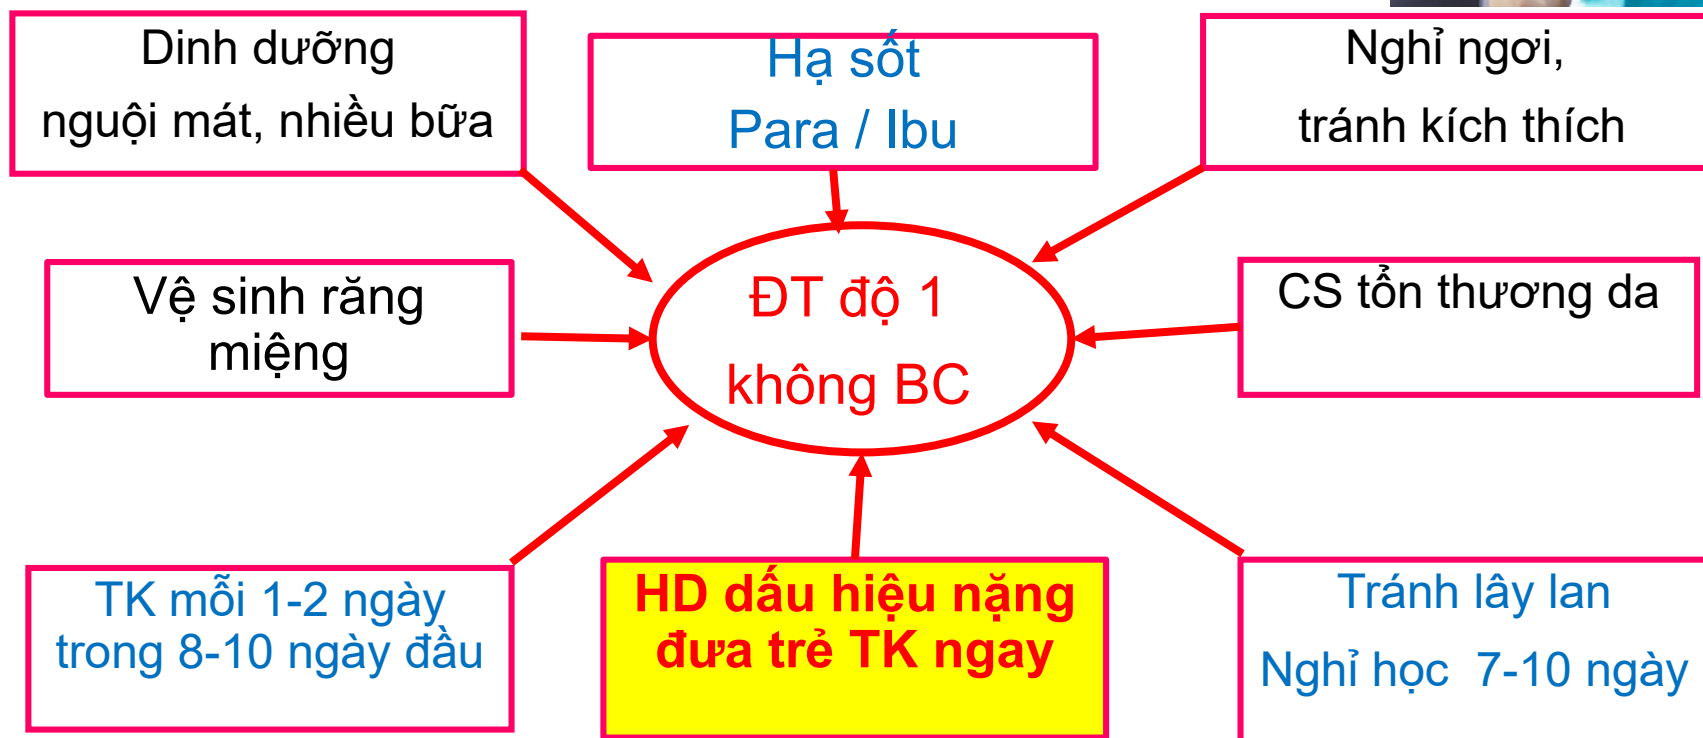 Dinh dưỡng
nguội mát, nhiều bữa
Hạ sốt
Para / Ibu
Nghỉ ngơi,
tránh kích thích
Vệ sinh răng
miệng
ĐT độ 1
không BC
CS tổn thương da
TK mỗi 1-2 ngày
trong 8-10 ngày đầu
HD dấu hiệu nặng
đưa trẻ TK ngay
Tránh lây lan
Nghỉ học 7-10 ngày